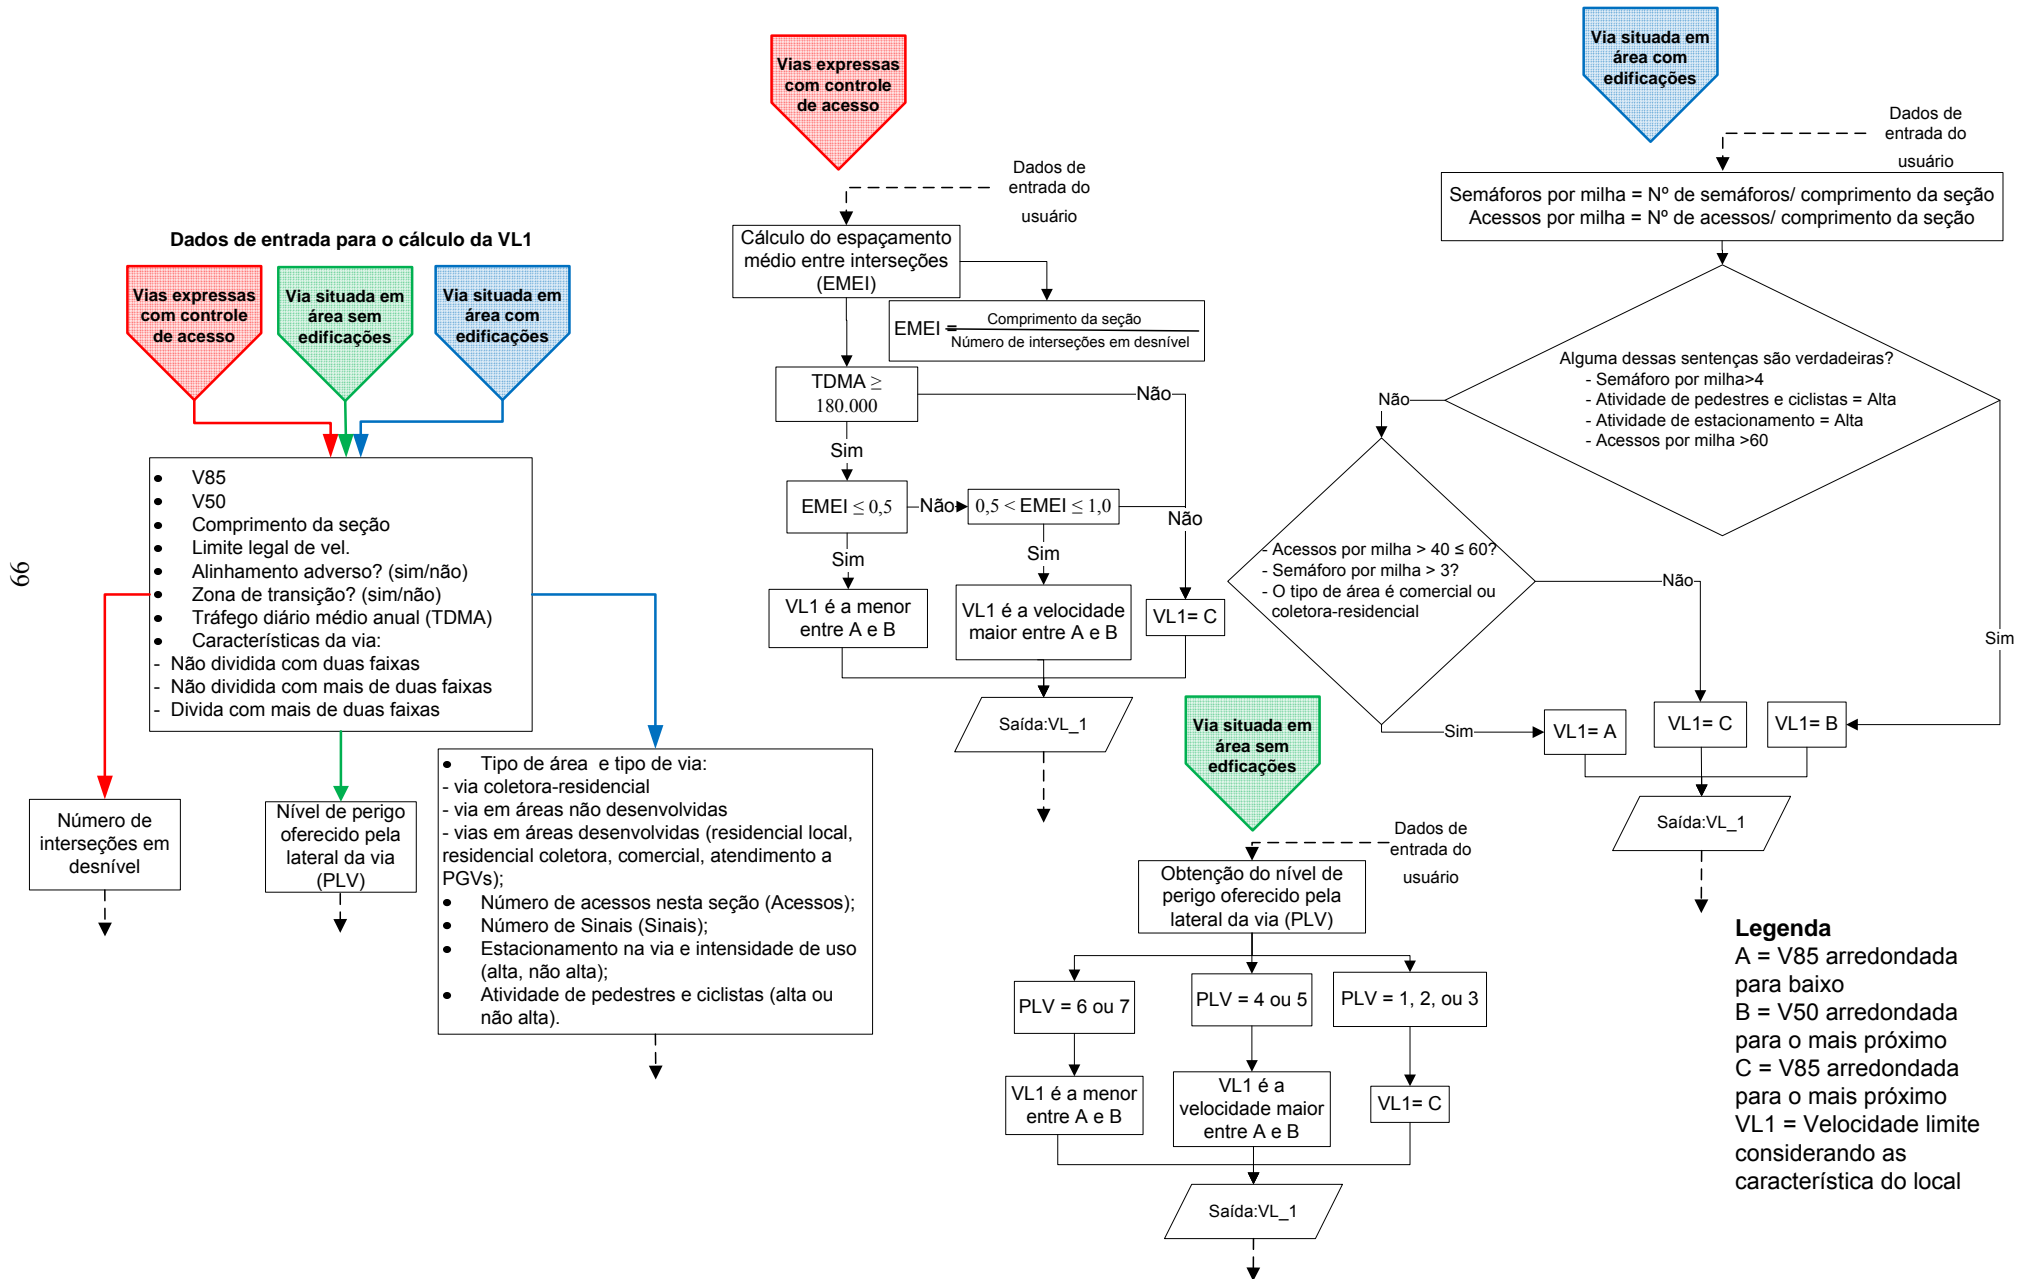 66
Dados de entrada para o cálculo da VL1
Vias expressas
com controle
de acesso
Via situada em
área sem
edificações
Via situada em
área com
edificações
• V85
• V50
• Comprimento da seção
• Limite legal de vel.
• Alinhamento adverso? (sim/não)
• Zona de transição? (sim/não)
• Tráfego diário médio anual (TDMA)
• Características da via:
- Não dividida com duas faixas
- Não dividida com mais de duas faixas
- Divida com mais de duas faixas
Número de
interseções em
desnível
Nível de perigo
oferecido pela
lateral da via
(PLV)
• Tipo de área e tipo de via:
- via coletora-residencial
- via em áreas não desenvolvidas
- vias em áreas desenvolvidas (residencial local,
residencial coletora, comercial, atendimento a
PGVs);
• Número de acessos nesta seção (Acessos);
• Número de Sinais (Sinais);
• Estacionamento na via e intensidade de uso
(alta, não alta);
• Atividade de pedestres e ciclistas (alta ou
não alta).
Vias expressas
com controle
de acesso
Dados de
entrada do
usuário
Cálculo do espaçamento
médio entre interseções
(EMEI)
EMEI = Comprimento da seção
Número de interseções em desnível
TDMA ≥
180.000
Não
Sim
EMEI ≤ 0,5
Não
0,5 < EMEI ≤ 1,0
Não
Sim
Sim
VL1 é a menor
entre A e B
VL1 é a velocidade
maior entre A e B
VL1= C
Saída:VL_1
Via situada em
área sem
edficações
Dados de
entrada do
usuário
Obtenção do nível de
perigo oferecido pela
lateral da via (PLV)
PLV = 6 ou 7
PLV = 4 ou 5
PLV = 1, 2, ou 3
VL1 é a menor
entre A e B
VL1 é a
velocidade maior
entre A e B
VL1= C
Saída:VL_1
Via situada em
área com
edificações
Dados de
entrada do
usuário
Semáforos por milha = Nº de semáforos/ comprimento da seção
Acessos por milha = Nº de acessos/ comprimento da seção
Alguma dessas sentenças são verdadeiras?
- Semáforo por milha>4
- Atividade de pedestres e ciclistas = Alta
- Atividade de estacionamento = Alta
- Acessos por milha >60
Não
Sim
- Acessos por milha > 40 ≤ 60?
- Semáforo por milha > 3?
- O tipo de área é comercial ou
coletora-residencial
Não
Sim
VL1= A
VL1= C
VL1= B
Saída:VL_1
Legenda
A = V85 arredondada
para baixo
B = V50 arredondada
para o mais próximo
C = V85 arredondada
para o mais próximo
VL1 = Velocidade limite
considerando as
característica do local